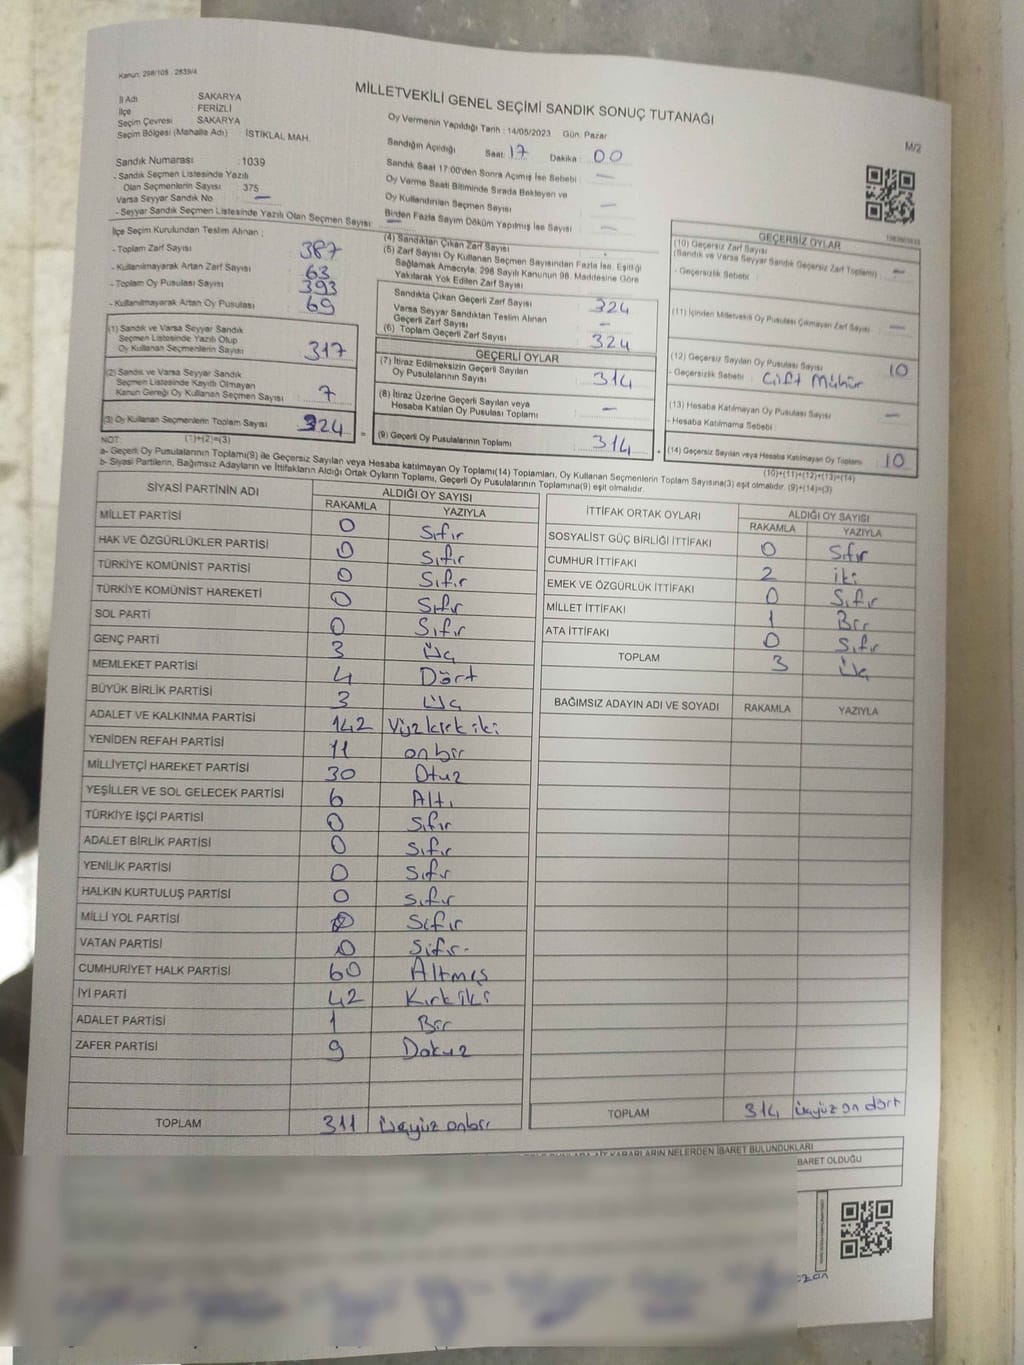 Kanun: 298/105 - 2839/4
MİLLETVEKİLİ GENEL SEÇİMİ SANDIK SONUÇ TUTANAĞI
M/2
İl Adı SAKARYA
İlçe : FERİZLİ
Seçim Çevresi SAKARYA
Seçim Bölgesi (Mahalle Adı) : İSTİKLAL MAH.
Sandık Numarası : 1039
- Sandık Seçmen Listesinde Yazılı
Olan Seçmenlerin Sayısı : 375
Varsa Seyyar Sandık No : —
- Seyyar Sandık Seçmen Listesinde Yazılı Olan Seçmen Sayısı: —
Oy Vermenin Yapıldığı Tarih : 14/05/2023 Gün: Pazar
Sandığın Açıldığı Saat: 17 Dakika : 00
Sandık Saat 17:00'den Sonra Açımış İse Sebebi : —
Oy Verme Saati Bitiminde Sırada Bekleyen ve
Oy Kullandırılan Seçmen Sayısı : —
Birden Fazla Sayım Döküm Yapılmış İse Sayısı : —
İlçe Seçim Kurulundan Teslim Alınan ;
- Toplam Zarf Sayısı : 387
- Kullanılmayarak Artan Zarf Sayısı : 63
- Toplam Oy Pusulası Sayısı : 393
- Kullanılmayarak Artan Oy Pusulası : 69
(1) Sandık ve Varsa Seyyar Sandık
Seçmen Listesinde Yazılı Olup
Oy Kullanan Seçmenlerin Sayısı : 317
(2) Sandık ve Varsa Seyyar Sandık
Seçmen Listesinde Kayıtlı Olmayan
Kanun Gereği Oy Kullanan Seçmen Sayısı : 7
(3) Oy Kullanan Seçmenlerin Toplam Sayısı : 324
(4) Sandıktan Çıkan Zarf Sayısı
(5) Zarf Sayısı Oy Kullanan Seçmen Sayısından Fazla İse, Eşitliği
Sağlamak Amacıyla, 298 Sayılı Kanunun 98. Maddesine Göre
Yakılarak Yok Edilen Zarf Sayısı
Sandıkta Çıkan Geçerli Zarf Sayısı : 324
Varsa Seyyar Sandıktan Teslim Alınan
Geçerli Zarf Sayısı : —
(6) Toplam Geçerli Zarf Sayısı : 324
GEÇERLİ OYLAR
(7) İtiraz Edilmeksizin Geçerli Sayılan
Oy Pusulalarının Sayısı : 314
(8) İtiraz Üzerine Geçerli Sayılan veya
Hesaba Katılan Oy Pusulası Toplamı : —
(9) Geçerli Oy Pusulalarının Toplamı : 314
GEÇERSİZ OYLAR
(10) Geçersiz Zarf Sayısı
(Sandık ve Varsa Seyyar Sandık Geçersiz Zarf Toplamı) : —
- Geçersizlik Sebebi :
(11) İçinden Milletvekili Oy Pusulası Çıkmayan Zarf Sayısı : —
(12) Geçersiz Sayılan Oy Pusulası Sayısı : 10
- Geçersizlik Sebebi : Çift Mühür
(13) Hesaba Katılmayan Oy Pusulası Sayısı : —
- Hesaba Katılmama Sebebi :
(14) Geçersiz Sayılan veya Hesaba Katılmayan Oy Toplamı : 10
NOT: (1)+(2)=(3) (10)+(11)+(12)+(13)=(14)
a- Geçerli Oy Pusulaları Toplamı(9) ile Geçersiz Sayılan veya Hesaba katılmayan Oy Toplamı(14) Toplamları, Oy Kullanan Seçmenlerin Toplam Sayısına(3) eşit olmalıdır. (9)+(14)=(3)
b- Siyasi Partilerin, Bağımsız Adayların ve İttifakların Aldığı Ortak Oyların Toplamı, Geçerli Oy Pusulalarının Toplamına(9) eşit olmalıdır.
SİYASİ PARTİNİN ADI ALDIĞI OY SAYISI
RAKAMLA YAZIYLA
MİLLET PARTİSİ 0 Sıfır
HAK VE ÖZGÜRLÜKLER PARTİSİ 0 Sıfır
TÜRKİYE KOMÜNİST PARTİSİ 0 Sıfır
TÜRKİYE KOMÜNİST HAREKETİ 0 Sıfır
SOL PARTİ 0 Sıfır
GENÇ PARTİ 3 Üç
MEMLEKET PARTİSİ 4 Dört
BÜYÜK BİRLİK PARTİSİ 3 Üç
ADALET VE KALKINMA PARTİSİ 142 Yüzkırkiki
YENİDEN REFAH PARTİSİ 11 onbir
MİLLİYETÇİ HAREKET PARTİSİ 30 Otuz
YEŞİLLER VE SOL GELECEK PARTİSİ 6 Altı
TÜRKİYE İŞÇİ PARTİSİ 0 Sıfır
ADALET BİRLİK PARTİSİ 0 Sıfır
YENİLİK PARTİSİ 0 Sıfır
HALKIN KURTULUŞ PARTİSİ 0 Sıfır
MİLLİ YOL PARTİSİ 0 Sıfır
VATAN PARTİSİ 0 Sıfır
CUMHURİYET HALK PARTİSİ 60 Altmış
İYİ PARTİ 42 Kırkiki
ADALET PARTİSİ 1 Bir
ZAFER PARTİSİ 9 Dokuz
TOPLAM 311 üçyüz onbir
İTTİFAK ORTAK OYLARI ALDIĞI OY SAYISI
RAKAMLA YAZIYLA
SOSYALİST GÜÇ BİRLİĞİ İTTİFAKI 0 Sıfır
CUMHUR İTTİFAKI 2 iki
EMEK VE ÖZGÜRLÜK İTTİFAKI 0 Sıfır
MİLLET İTTİFAKI 1 Bir
ATA İTTİFAKI 0 Sıfır
TOPLAM 3 Üç
BAĞIMSIZ ADAYIN ADI VE SOYADI RAKAMLA YAZIYLA
TOPLAM 314 üçyüz on dört
KARARLARIN NELERDEN İBARET BULUNDUKLARI
BARET OLDUĞU